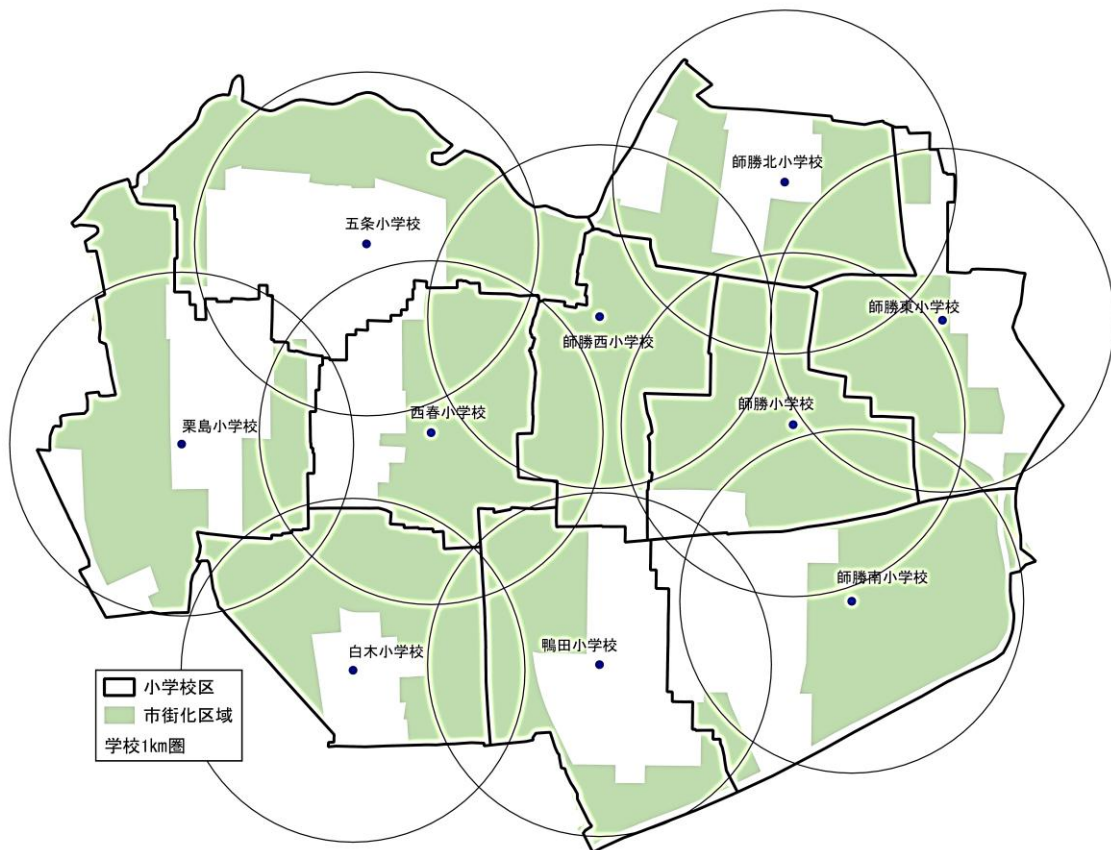 師勝北小学校
五条小学校
師勝東小学校
師勝西小学校
師勝小学校
西春小学校
栗島小学校
師勝南小学校
鴨田小学校
白木小学校
小学校区
市街化区域
学校1km圏